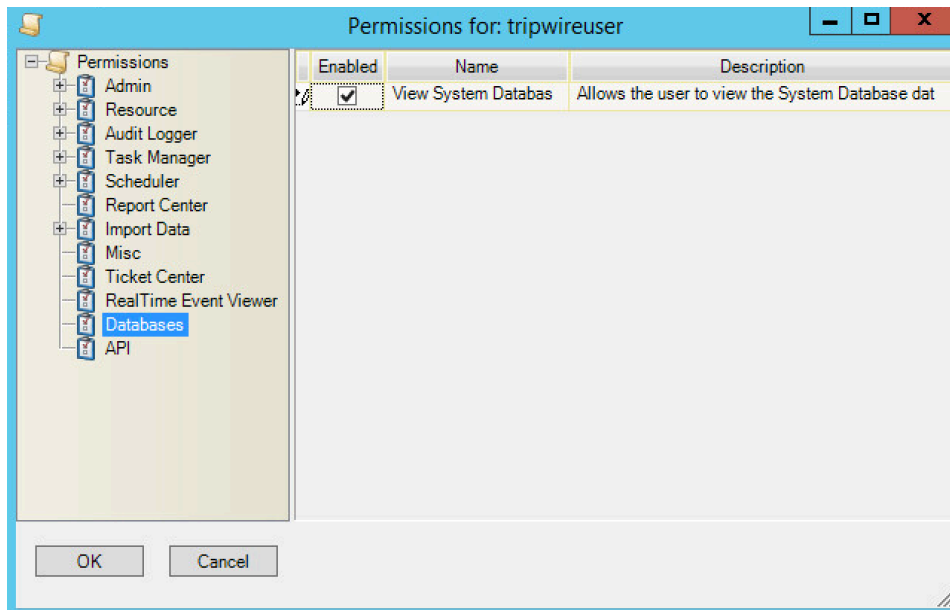 Permissions for: tripwireuser
Permissions
Admin
Resource
Audit Logger
Task Manager
Scheduler
Report Center
Import Data
Misc
Ticket Center
RealTime Event Viewer
Databases
API
Enabled Name Description
View System Databas Allows the user to view the System Database dat
OK Cancel